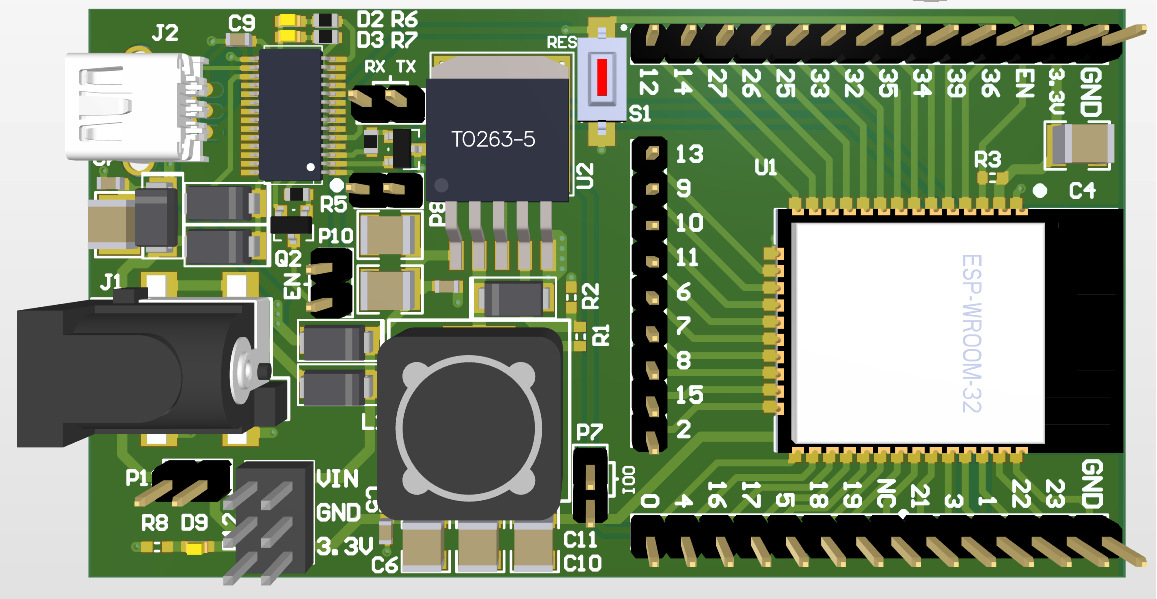 J2
C9
D2 R6
D3 R7
RX TX
RES
S1
TO263-5
U2
12 14 27 26 25 33 32 35 34 39 36 EN 3.3V GND
13
9
10
11
6
7
8
15
2
U1
R3
C4
ESP-WROOM-32
R5
P8
P10
Q2
EN
J1
R2
R1
P7
IO0
P1
R8 D9
VIN
GND
3.3V
C6
C11
C10
0 4 16 17 5 18 19 NC 21 3 1 22 23 GND